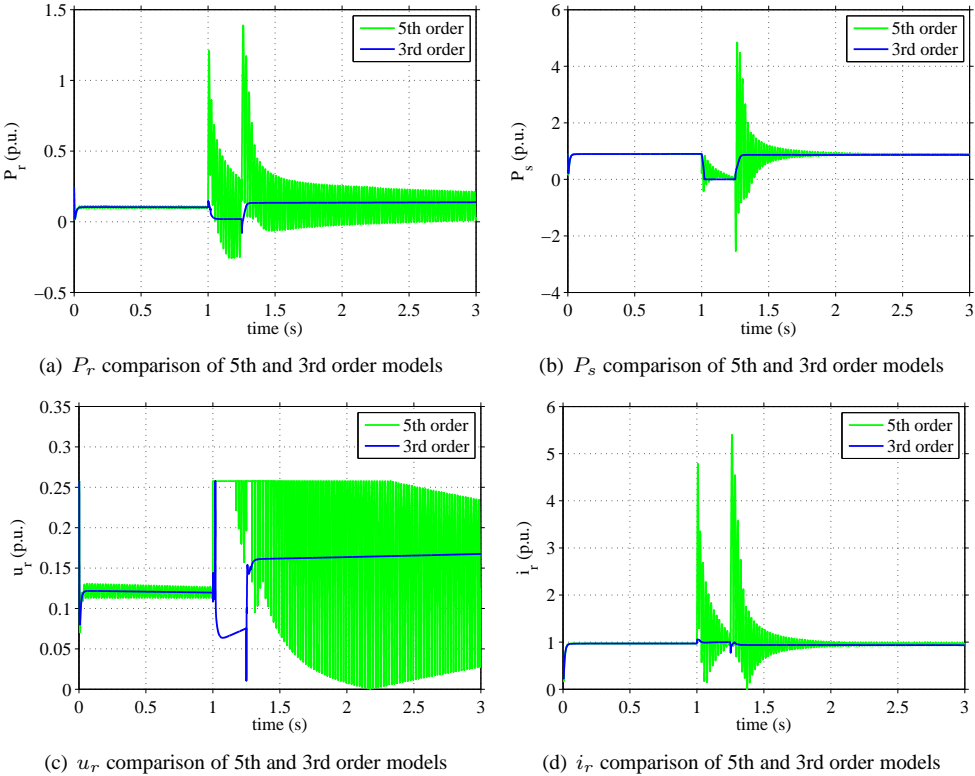 1.5
1
0.5
0
−0.5
P_r (p.u.)
5th order
3rd order
0 0.5 1 1.5 2 2.5 3
time (s)
(a) P_r comparison of 5th and 3rd order models
6
4
2
0
−2
−4
P_s (p.u.)
5th order
3rd order
0 0.5 1 1.5 2 2.5 3
time (s)
(b) P_s comparison of 5th and 3rd order models
0.35
0.3
0.25
0.2
0.15
0.1
0.05
0
u_r (p.u.)
5th order
3rd order
0 0.5 1 1.5 2 2.5 3
time (s)
(c) u_r comparison of 5th and 3rd order models
6
5
4
3
2
1
0
i_r (p.u.)
5th order
3rd order
0 0.5 1 1.5 2 2.5 3
time (s)
(d) i_r comparison of 5th and 3rd order models